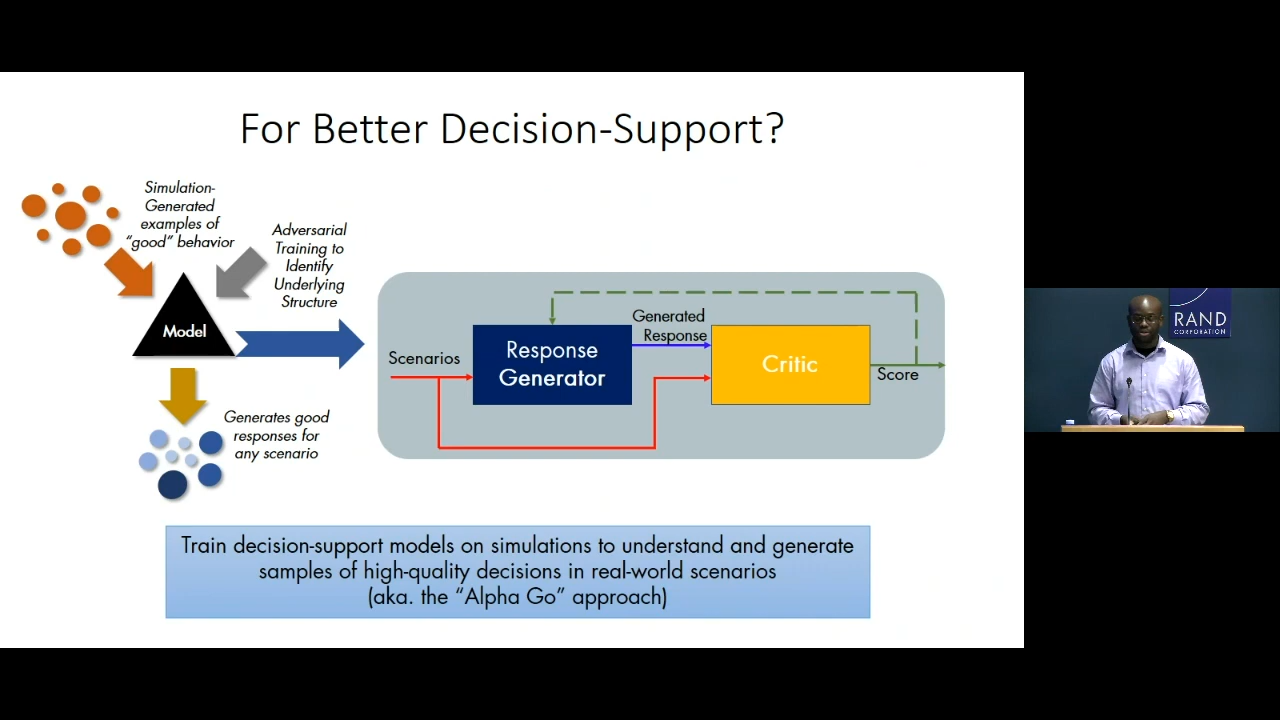 For Better Decision-Support?
Simulation-
Generated
examples of
“good” behavior
Adversarial
Training to
Identify
Underlying
Structure
Model
Generates good
responses for
any scenario
Scenarios
Response
Generator
Generated
Response
Critic
Score
Train decision-support models on simulations to understand and generate
samples of high-quality decisions in real-world scenarios
(aka. the “Alpha Go” approach)
RAND
CORPORATION